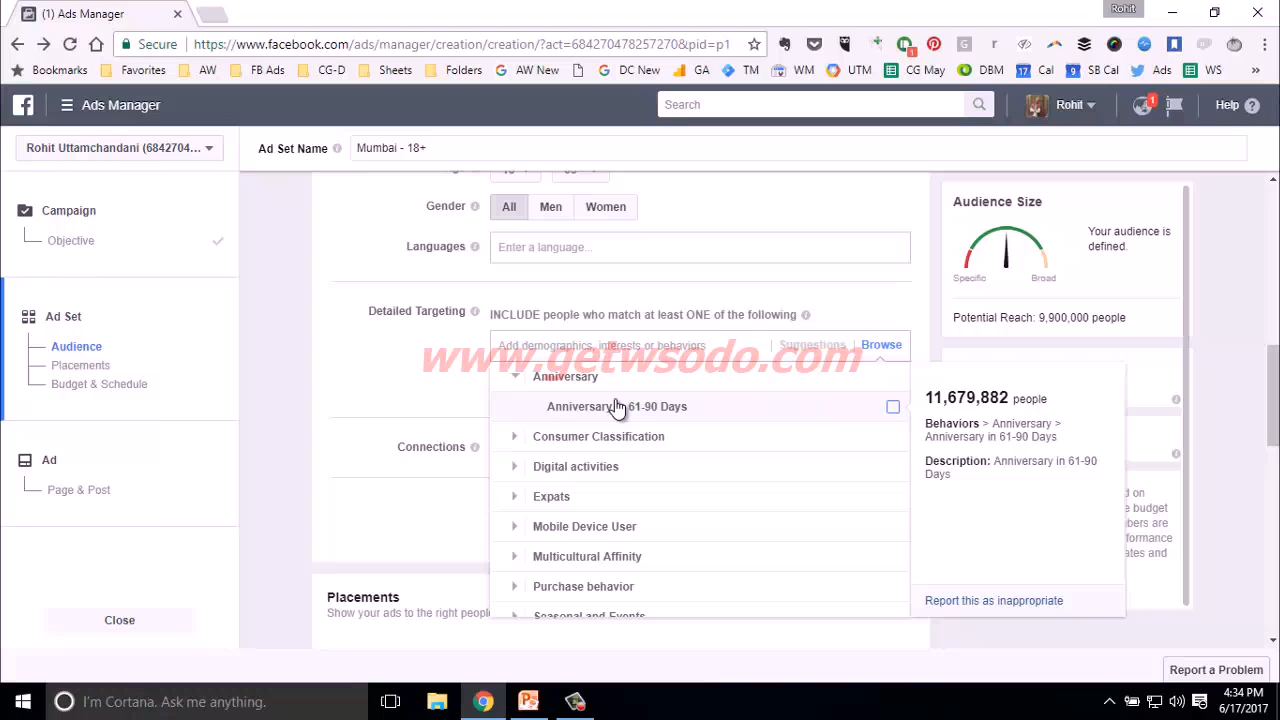 (1) Ads Manager
Rohit
Secure
https://www.facebook.com/ads/manager/creation/creation/?act=684270478257270&pid=p1
Bookmarks Favorites AW FB Ads CG-D Sheets Folders AW New DC New GA TM WM UTM CG May DBM Cal SB Cal Ads WS
Ads Manager
Search
Rohit
1
Help
Rohit Uttamchandani (6842704...
Ad Set Name
Mumbai - 18+
Campaign
Objective
Ad Set
Audience
Placements
Budget & Schedule
Ad
Page & Post
Close
Gender
All
Men
Women
Languages
Enter a language...
Detailed Targeting
INCLUDE people who match at least ONE of the following
Add demographics, interests or behaviors
Suggestions
Browse
www.getwsodo.com
Anniversary
Anniversary in 61-90 Days
Consumer Classification
Connections
Digital activities
Expats
Mobile Device User
Multicultural Affinity
Purchase behavior
Seasonal and Events
Placements
Show your ads to the right people
Audience Size
Your audience is
defined.
Specific
Broad
Potential Reach: 9,900,000 people
11,679,882 people
Behaviors > Anniversary >
Anniversary in 61-90 Days
Description: Anniversary in 61-90
Days
Report this as inappropriate
Report a Problem
I'm Cortana. Ask me anything.
4:34 PM
6/17/2017